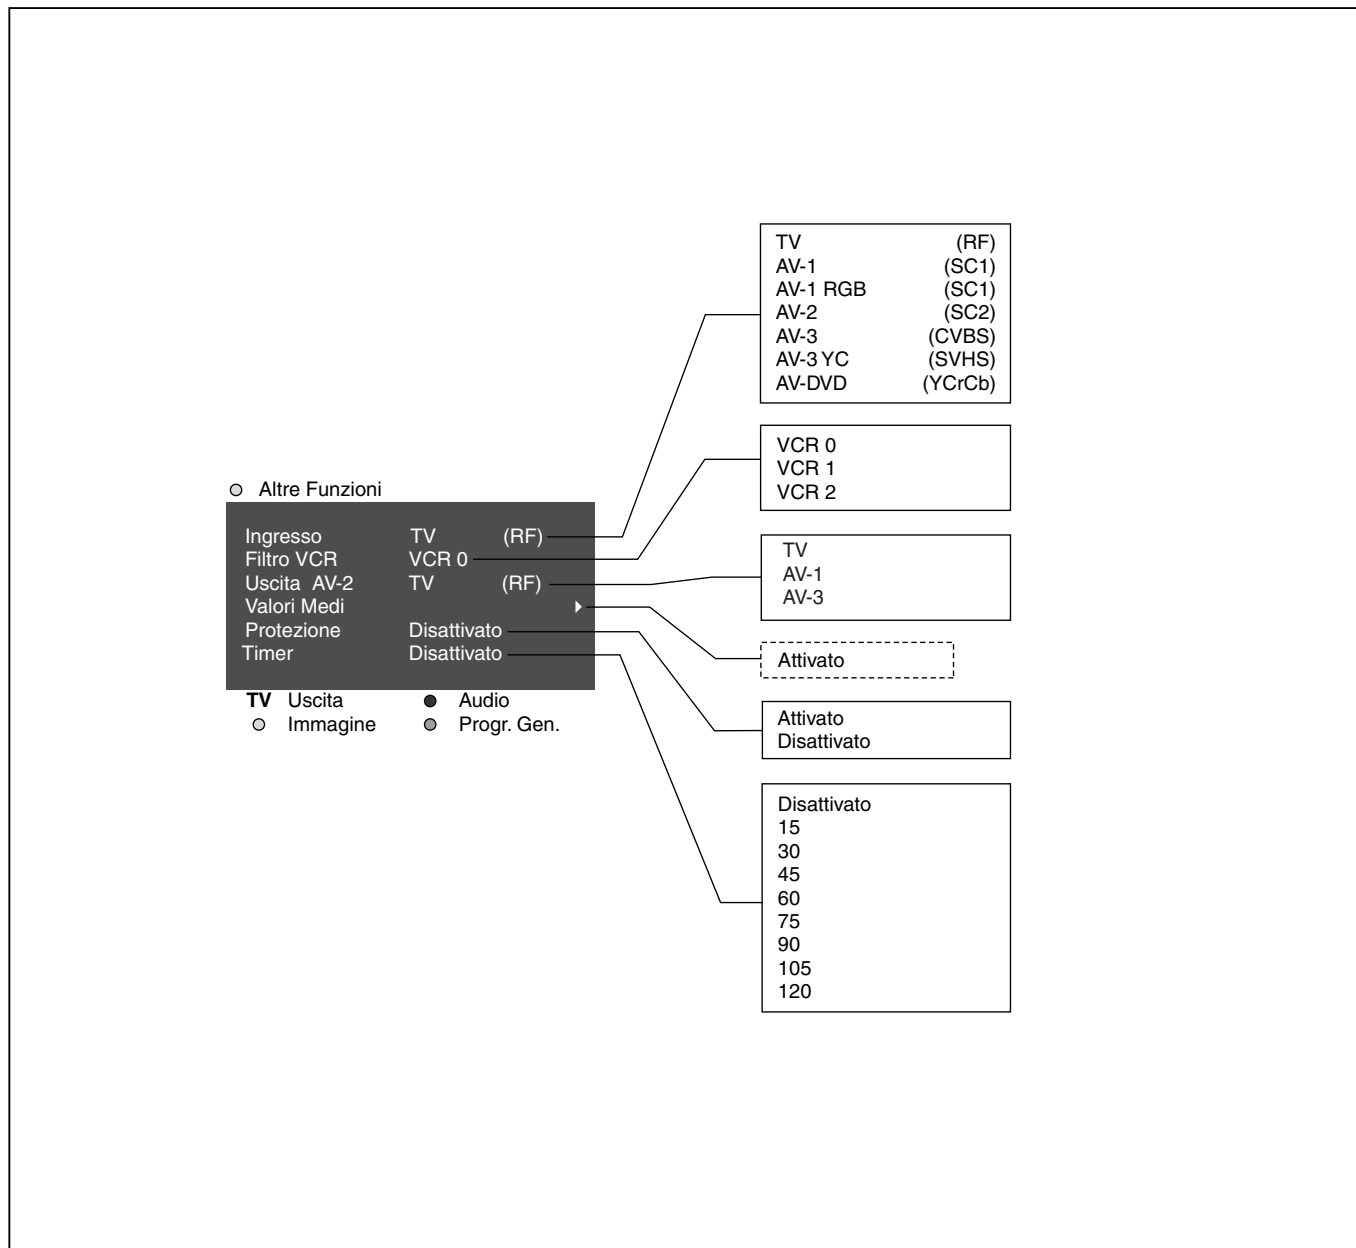 Altre Funzioni
Ingresso TV (RF)
Filtro VCR VCR 0
Uscita AV-2 TV (RF)
Valori Medi
Protezione Disattivato
Timer Disattivato
TV Uscita Audio
Immagine Progr. Gen.
TV (RF)
AV-1 (SC1)
AV-1 RGB (SC1)
AV-2 (SC2)
AV-3 (CVBS)
AV-3 YC (SVHS)
AV-DVD (YCrCb)
VCR 0
VCR 1
VCR 2
TV
AV-1
AV-3
Attivato
Attivato
Disattivato
Disattivato
15
30
45
60
75
90
105
120